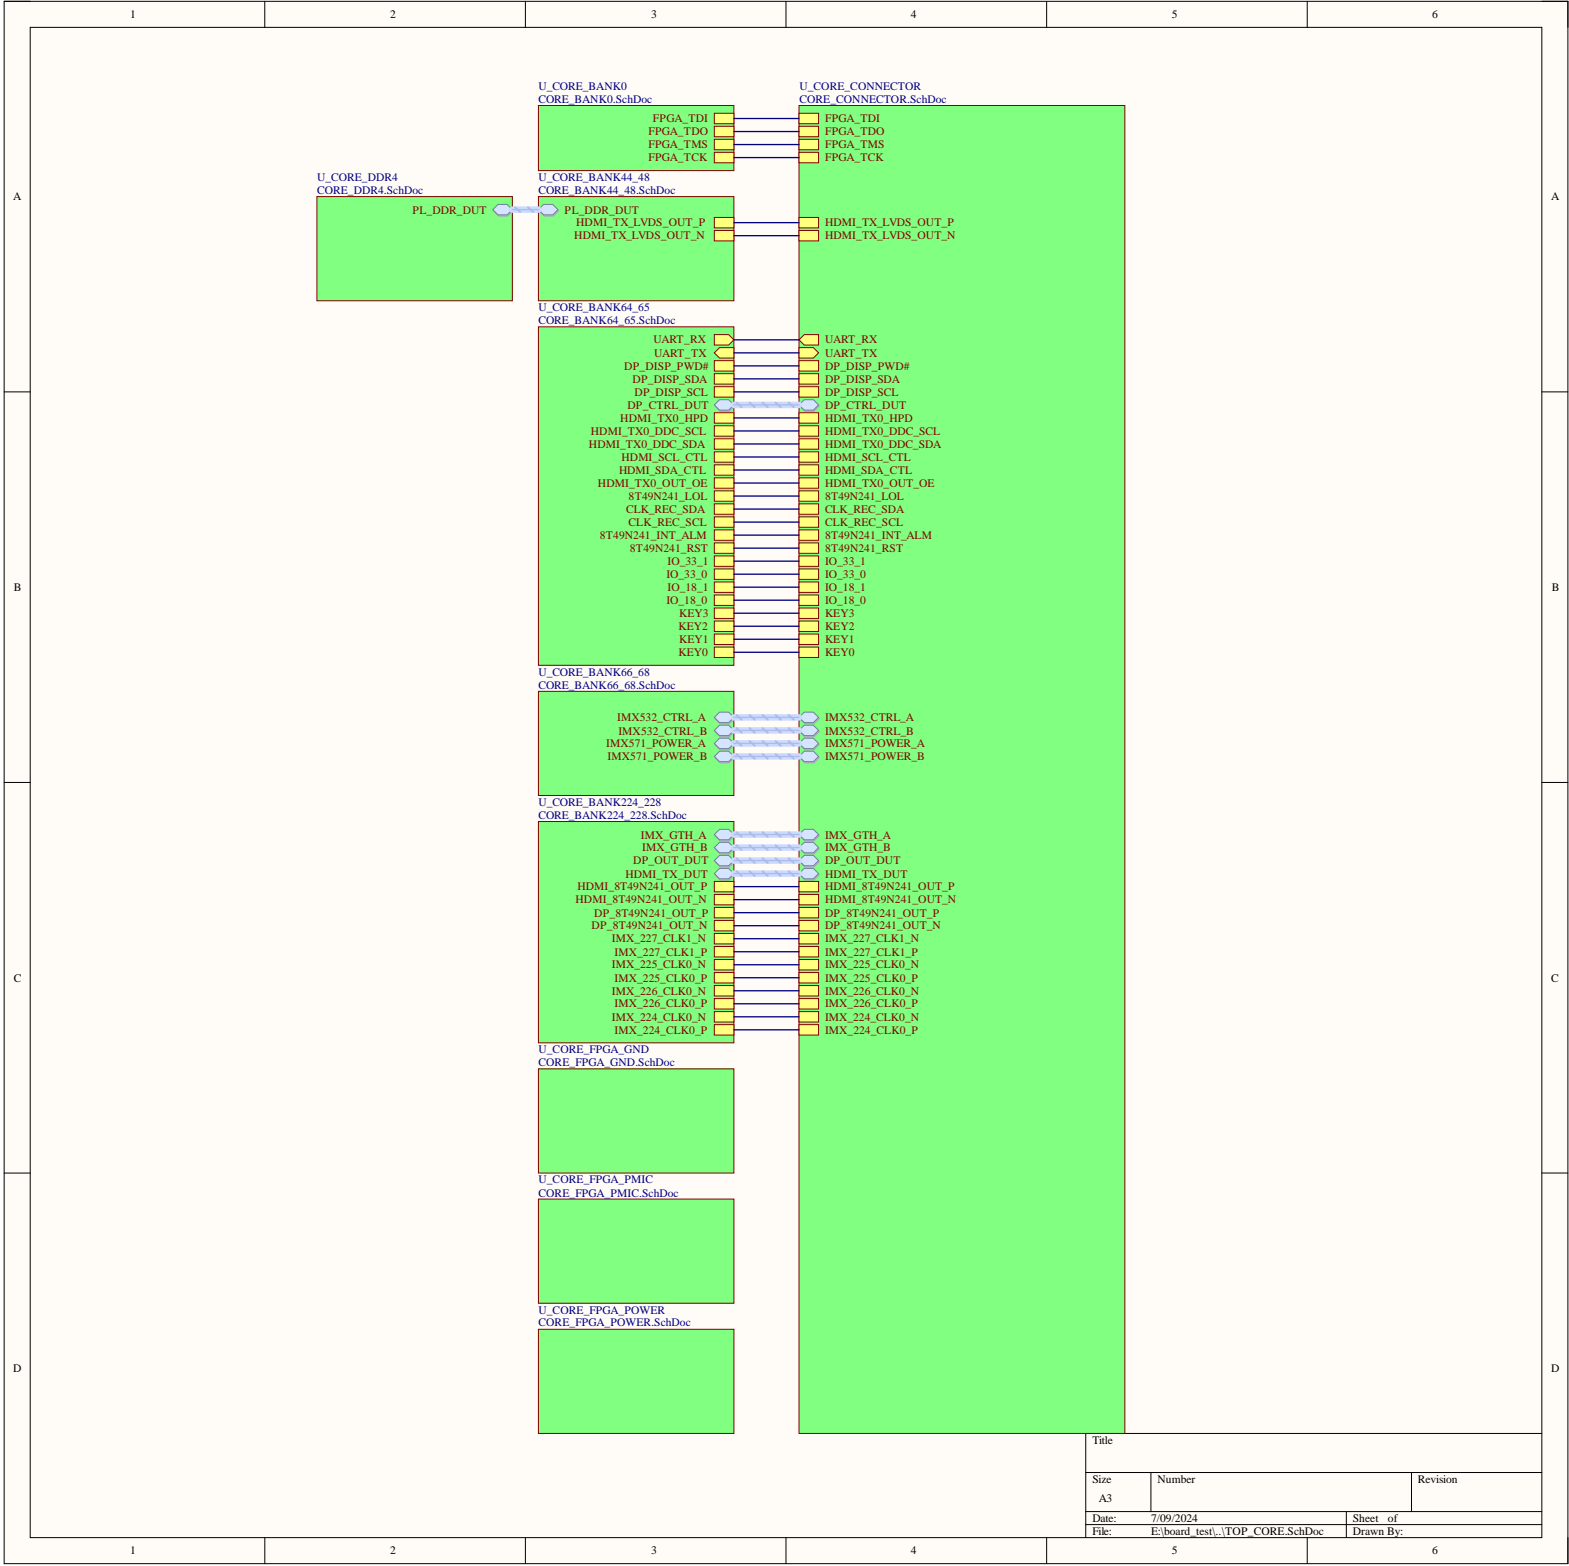 1 2 3 4 5 6
U_CORE_BANK0
CORE_BANK0.SchDoc
FPGA_TDI
FPGA_TDO
FPGA_TMS
FPGA_TCK
U_CORE_CONNECTOR
CORE_CONNECTOR.SchDoc
FPGA_TDI
FPGA_TDO
FPGA_TMS
FPGA_TCK
HDMI_TX_LVDS_OUT_P
HDMI_TX_LVDS_OUT_N
UART_RX
UART_TX
DP_DISP_PWD#
DP_DISP_SDA
DP_DISP_SCL
DP_CTRL_DUT
HDMI_TX0_HPD
HDMI_TX0_DDC_SCL
HDMI_TX0_DDC_SDA
HDMI_SCL_CTL
HDMI_SDA_CTL
HDMI_TX0_OUT_OE
8T49N241_LOL
CLK_REC_SDA
CLK_REC_SCL
8T49N241_INT_ALM
8T49N241_RST
IO_33_1
IO_33_0
IO_18_1
IO_18_0
KEY3
KEY2
KEY1
KEY0
IMX532_CTRL_A
IMX532_CTRL_B
IMX571_POWER_A
IMX571_POWER_B
IMX_GTH_A
IMX_GTH_B
DP_OUT_DUT
HDMI_TX_DUT
HDMI_8T49N241_OUT_P
HDMI_8T49N241_OUT_N
DP_8T49N241_OUT_P
DP_8T49N241_OUT_N
IMX_227_CLK1_N
IMX_227_CLK1_P
IMX_225_CLK0_N
IMX_225_CLK0_P
IMX_226_CLK0_N
IMX_226_CLK0_P
IMX_224_CLK0_N
IMX_224_CLK0_P
A A
U_CORE_DDR4
CORE_DDR4.SchDoc
PL_DDR_DUT
U_CORE_BANK44_48
CORE_BANK44_48.SchDoc
PL_DDR_DUT
HDMI_TX_LVDS_OUT_P
HDMI_TX_LVDS_OUT_N
U_CORE_BANK64_65
CORE_BANK64_65.SchDoc
UART_RX
UART_TX
DP_DISP_PWD#
DP_DISP_SDA
DP_DISP_SCL
DP_CTRL_DUT
HDMI_TX0_HPD
HDMI_TX0_DDC_SCL
HDMI_TX0_DDC_SDA
HDMI_SCL_CTL
HDMI_SDA_CTL
HDMI_TX0_OUT_OE
8T49N241_LOL
CLK_REC_SDA
CLK_REC_SCL
8T49N241_INT_ALM
8T49N241_RST
IO_33_1
IO_33_0
IO_18_1
IO_18_0
KEY3
KEY2
KEY1
KEY0
B B
U_CORE_BANK66_68
CORE_BANK66_68.SchDoc
IMX532_CTRL_A
IMX532_CTRL_B
IMX571_POWER_A
IMX571_POWER_B
U_CORE_BANK224_228
CORE_BANK224_228.SchDoc
IMX_GTH_A
IMX_GTH_B
DP_OUT_DUT
HDMI_TX_DUT
HDMI_8T49N241_OUT_P
HDMI_8T49N241_OUT_N
DP_8T49N241_OUT_P
DP_8T49N241_OUT_N
IMX_227_CLK1_N
IMX_227_CLK1_P
IMX_225_CLK0_N
IMX_225_CLK0_P
IMX_226_CLK0_N
IMX_226_CLK0_P
IMX_224_CLK0_N
IMX_224_CLK0_P
C C
U_CORE_FPGA_GND
CORE_FPGA_GND.SchDoc
U_CORE_FPGA_PMIC
CORE_FPGA_PMIC.SchDoc
U_CORE_FPGA_POWER
CORE_FPGA_POWER.SchDoc
D D
Title
Size Number Revision
A3
Date: 7/09/2024 Sheet of
File: E:\board_test\..\TOP_CORE.SchDoc Drawn By:
1 2 3 4 5 6